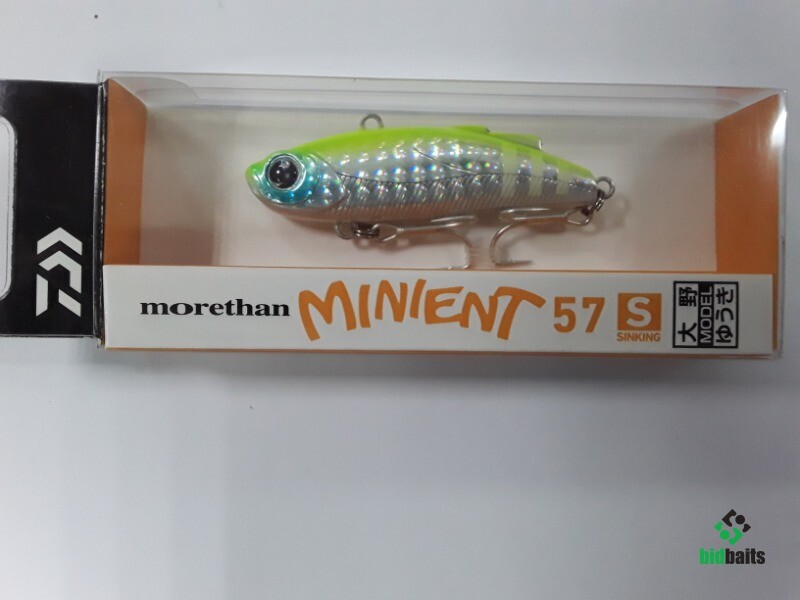 morethan MINIENT 57 S
SINKING
大野
MODEL
ゆうき
bidbaits